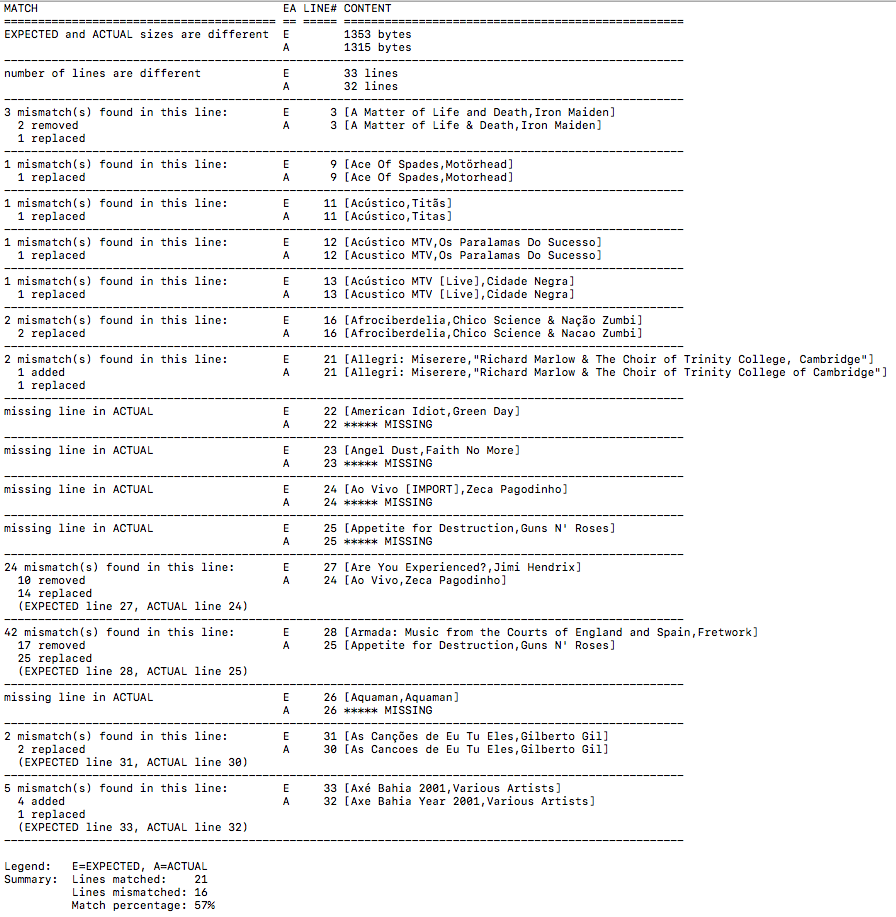 MATCH                                   EA LINE# CONTENT
======================================== == ===== ==================================================
EXPECTED and ACTUAL sizes are different  E        1353 bytes
                                         A        1315 bytes
----------------------------------------------------------------------------------------------------
number of lines are different            E        33 lines
                                         A        32 lines
----------------------------------------------------------------------------------------------------
3 mismatch(s) found in this line:        E      3 [A Matter of Life and Death,Iron Maiden]
  2 removed                              A      3 [A Matter of Life & Death,Iron Maiden]
  1 replaced
----------------------------------------------------------------------------------------------------
1 mismatch(s) found in this line:        E      9 [Ace Of Spades,Motörhead]
  1 replaced                             A      9 [Ace Of Spades,Motorhead]
----------------------------------------------------------------------------------------------------
1 mismatch(s) found in this line:        E     11 [Acústico,Titãs]
  1 replaced                             A     11 [Acústico,Titas]
----------------------------------------------------------------------------------------------------
1 mismatch(s) found in this line:        E     12 [Acústico MTV,Os Paralamas Do Sucesso]
  1 replaced                             A     12 [Acustico MTV,Os Paralamas Do Sucesso]
----------------------------------------------------------------------------------------------------
1 mismatch(s) found in this line:        E     13 [Acústico MTV [Live],Cidade Negra]
  1 replaced                             A     13 [Acustico MTV [Live],Cidade Negra]
----------------------------------------------------------------------------------------------------
2 mismatch(s) found in this line:        E     16 [Afrociberdelia,Chico Science & Nação Zumbi]
  2 replaced                             A     16 [Afrociberdelia,Chico Science & Nacao Zumbi]
----------------------------------------------------------------------------------------------------
2 mismatch(s) found in this line:        E     21 [Allegri: Miserere,"Richard Marlow & The Choir of Trinity College, Cambridge"]
  1 added                                A     21 [Allegri: Miserere,"Richard Marlow & The Choir of Trinity College of Cambridge"]
  1 replaced
----------------------------------------------------------------------------------------------------
missing line in ACTUAL                   E     22 [American Idiot,Green Day]
                                         A     22 ***** MISSING
----------------------------------------------------------------------------------------------------
missing line in ACTUAL                   E     23 [Angel Dust,Faith No More]
                                         A     23 ***** MISSING
----------------------------------------------------------------------------------------------------
missing line in ACTUAL                   E     24 [Ao Vivo [IMPORT],Zeca Pagodinho]
                                         A     24 ***** MISSING
----------------------------------------------------------------------------------------------------
missing line in ACTUAL                   E     25 [Appetite for Destruction,Guns N' Roses]
                                         A     25 ***** MISSING
----------------------------------------------------------------------------------------------------
24 mismatch(s) found in this line:       E     27 [Are You Experienced?,Jimi Hendrix]
  10 removed                             A     24 [Ao Vivo,Zeca Pagodinho]
  14 replaced
  (EXPECTED line 27, ACTUAL line 24)
----------------------------------------------------------------------------------------------------
42 mismatch(s) found in this line:       E     28 [Armada: Music from the Courts of England and Spain,Fretwork]
  17 removed                             A     25 [Appetite for Destruction,Guns N' Roses]
  25 replaced
  (EXPECTED line 28, ACTUAL line 25)
----------------------------------------------------------------------------------------------------
missing line in ACTUAL                   E     26 [Aquaman,Aquaman]
                                         A     26 ***** MISSING
----------------------------------------------------------------------------------------------------
2 mismatch(s) found in this line:        E     31 [As Canções de Eu Tu Eles,Gilberto Gil]
  2 replaced                             A     30 [As Cancoes de Eu Tu Eles,Gilberto Gil]
  (EXPECTED line 31, ACTUAL line 30)
----------------------------------------------------------------------------------------------------
5 mismatch(s) found in this line:        E     33 [Axé Bahia 2001,Various Artists]
  4 added                                A     32 [Axe Bahia Year 2001,Various Artists]
  1 replaced
  (EXPECTED line 33, ACTUAL line 32)
----------------------------------------------------------------------------------------------------
Legend:   E=EXPECTED, A=ACTUAL
Summary:  Lines matched:    21
          Lines mismatched: 16
          Match percentage: 57%